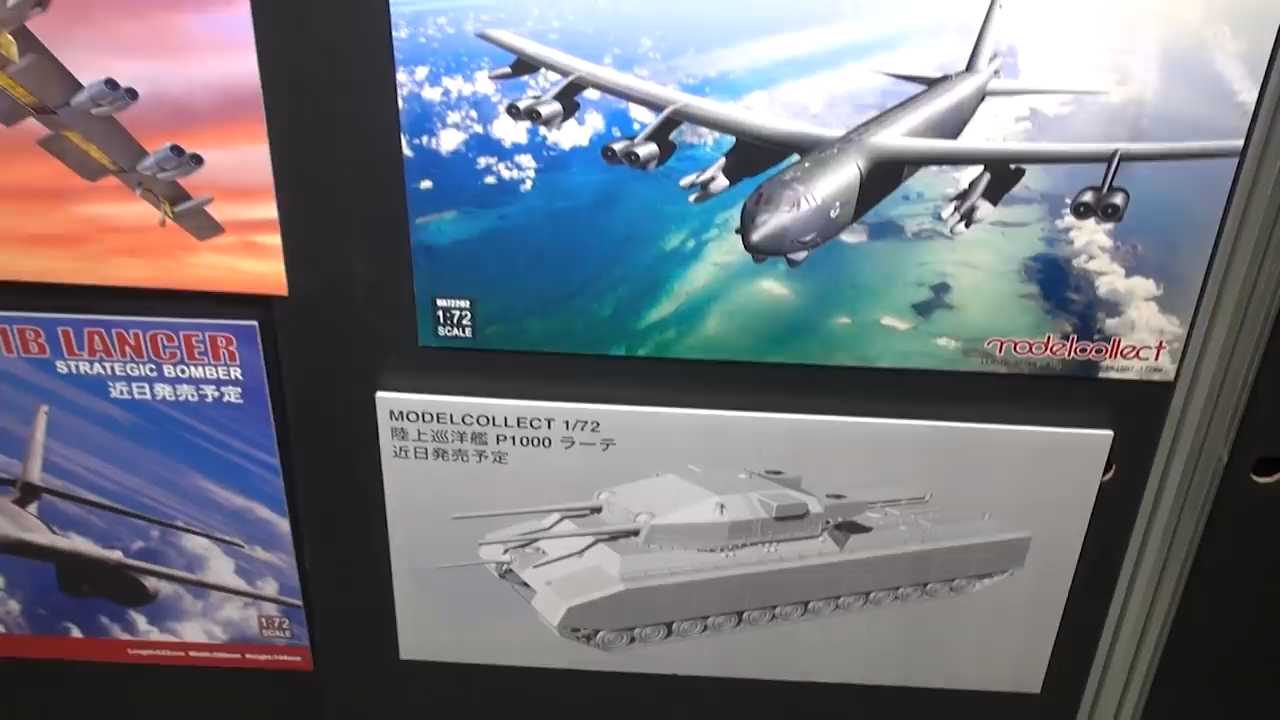 UA72202
1:72
SCALE
modelcollect
1B LANCER
STRATEGIC BOMBER
近日発売予定
1:72
SCALE
MODELCOLLECT 1/72
陸上巡洋艦 P1000 ラーテ
近日発売予定